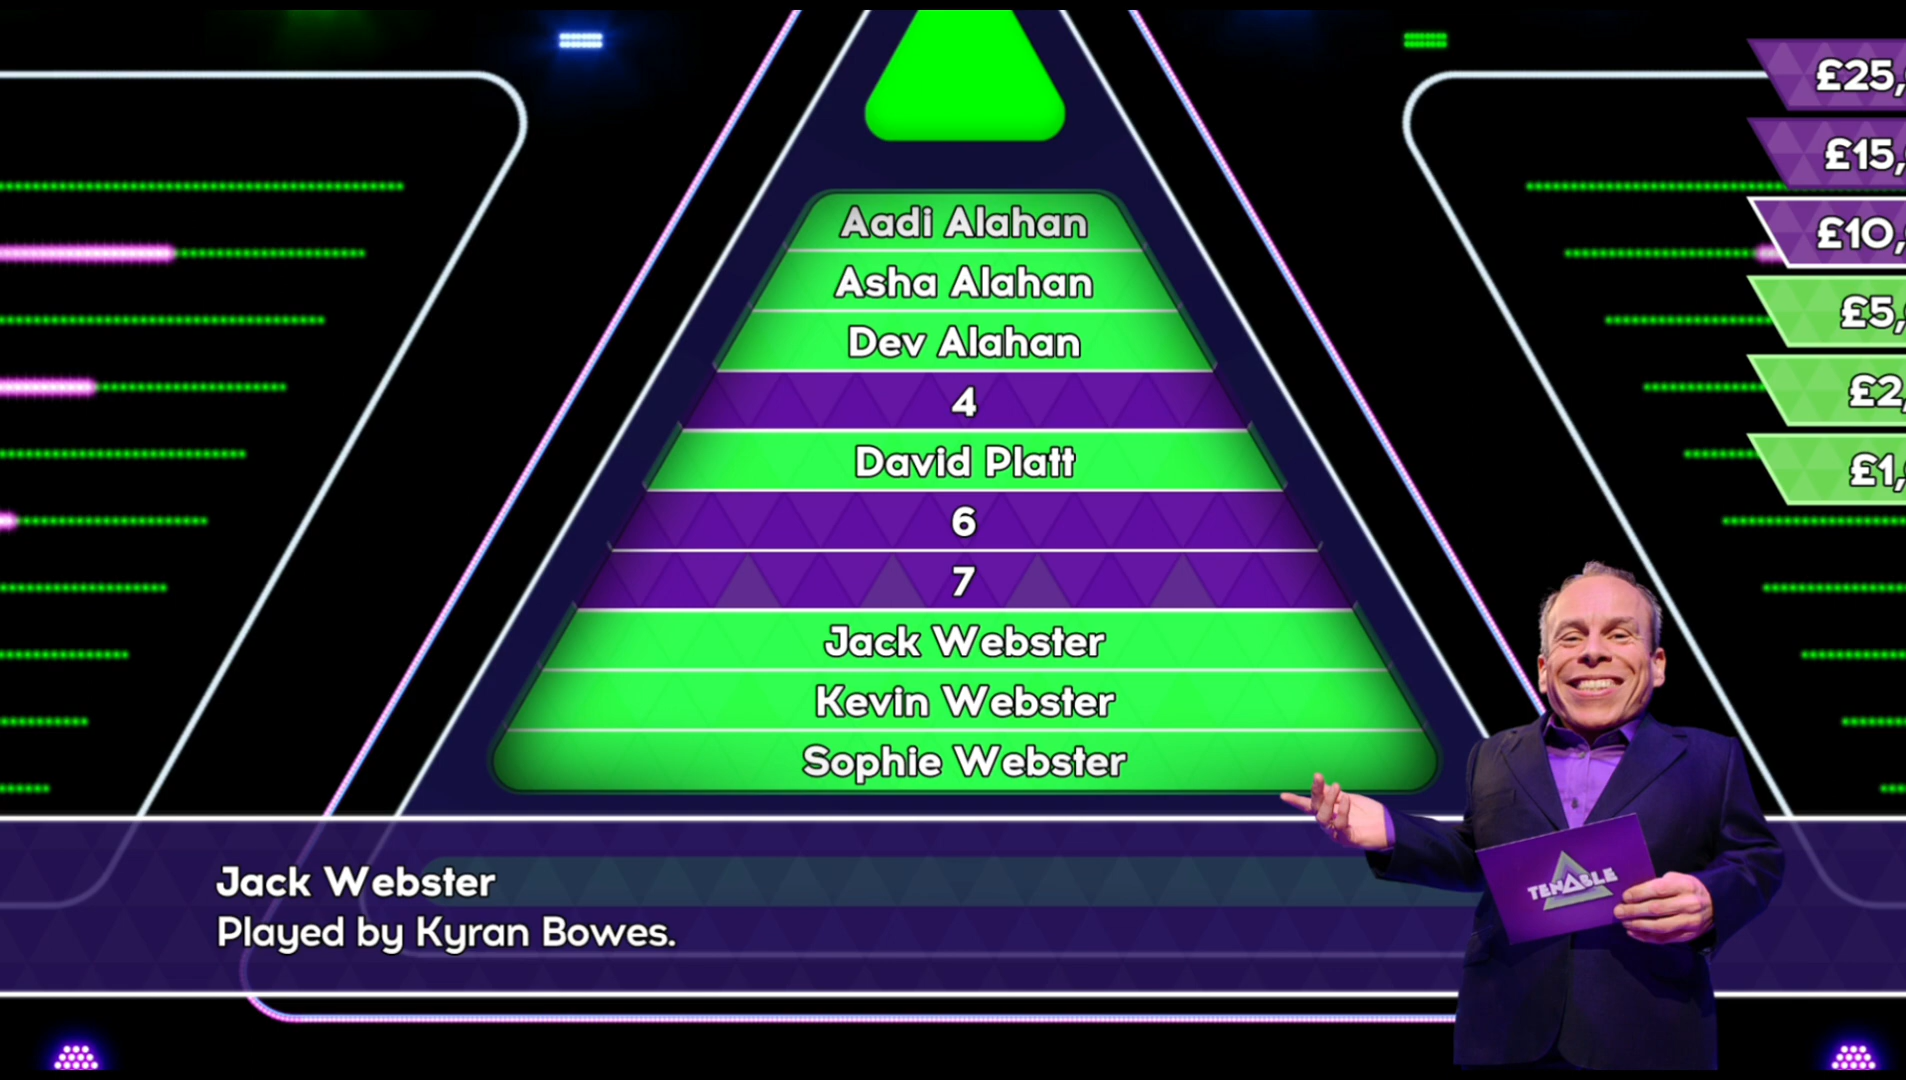 £25,
£15,
£10,
£5,
£2,
£1,
Aadi Alahan
Asha Alahan
Dev Alahan
4
David Platt
6
7
Jack Webster
Kevin Webster
Sophie Webster
Jack Webster
Played by Kyran Bowes.
TENABLE